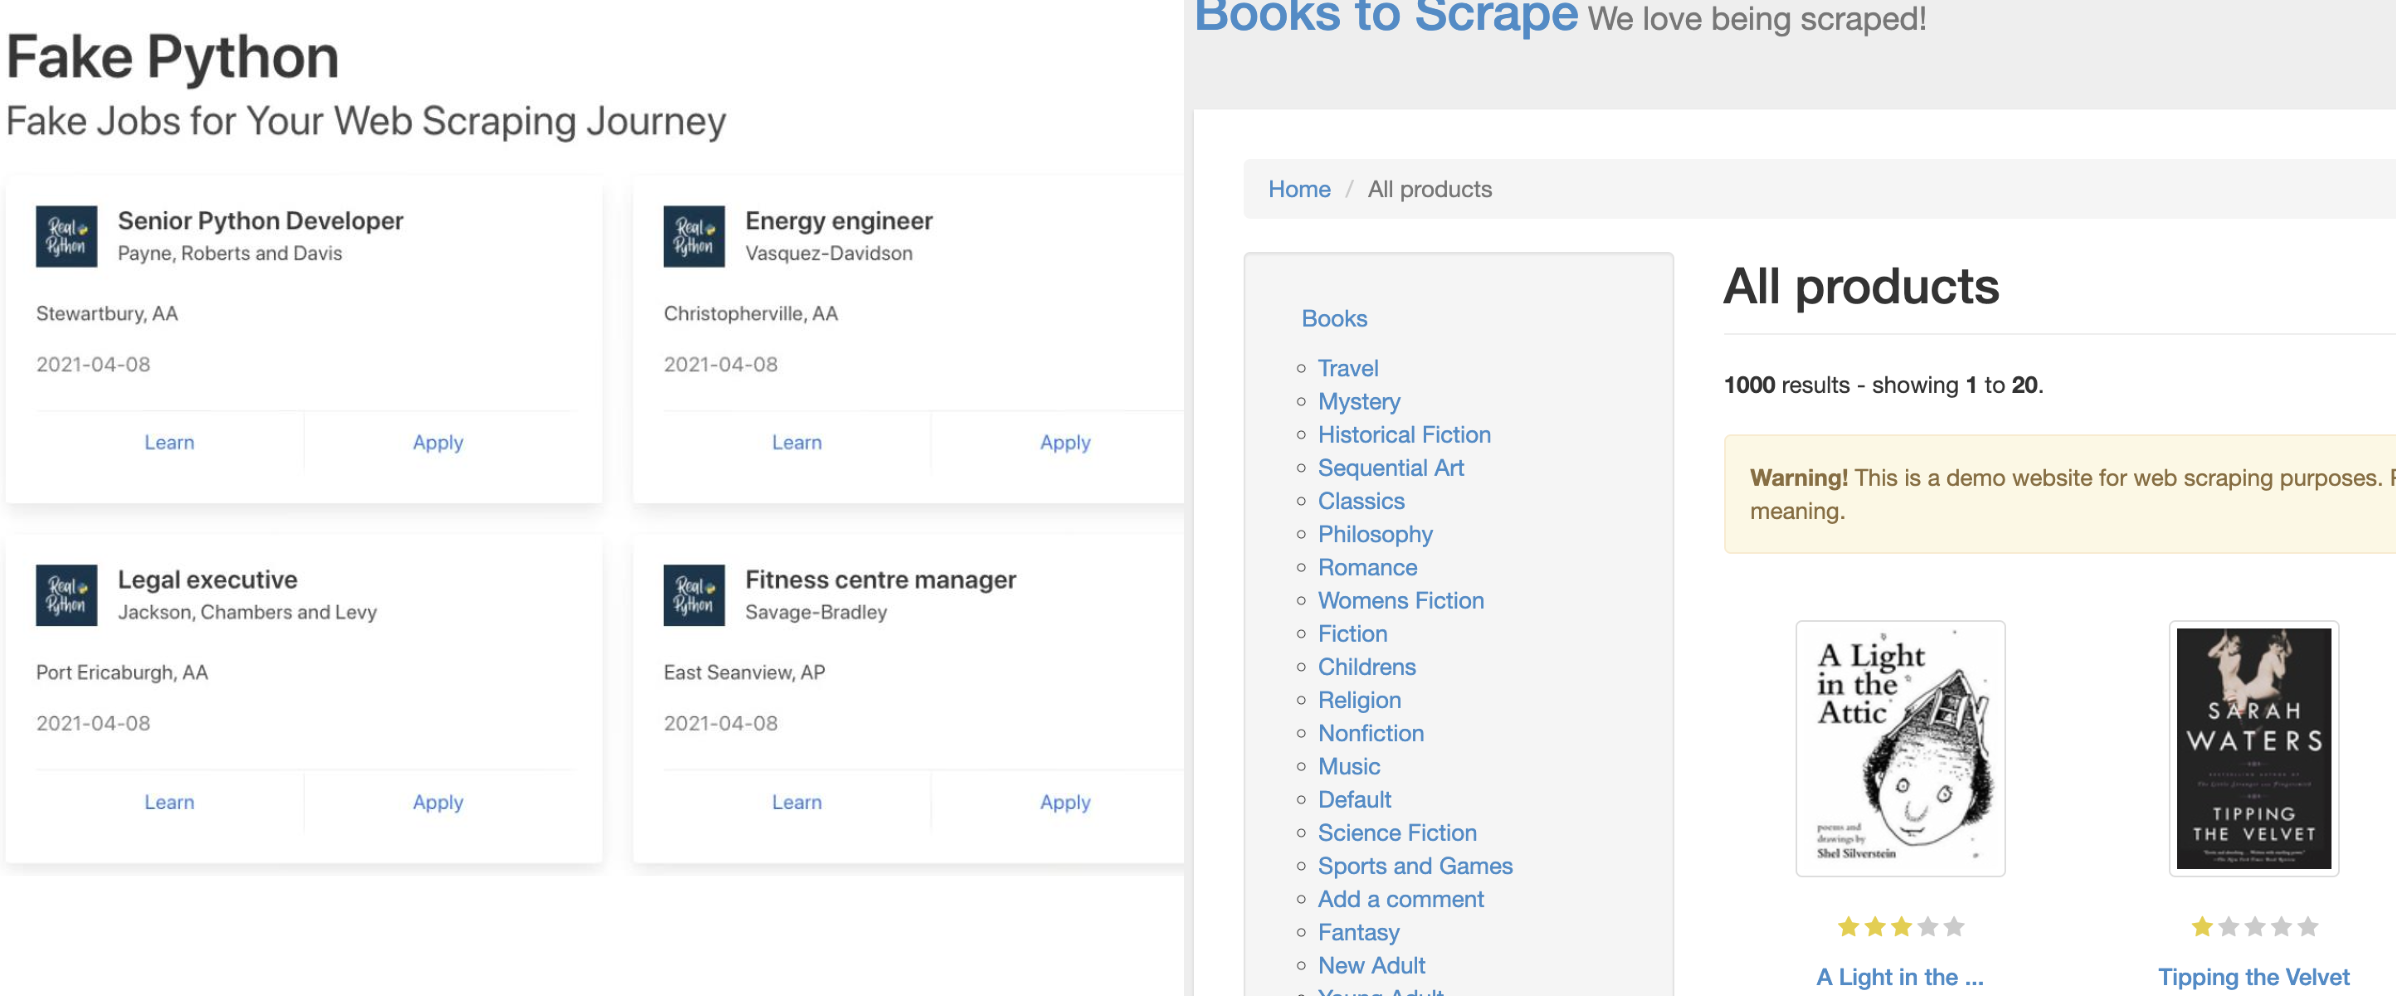 Fake Python
Fake Jobs for Your Web Scraping Journey
Real Python
Senior Python Developer
Payne, Roberts and Davis
Stewartbury, AA
2021-04-08
Learn
Apply
Real Python
Energy engineer
Vasquez-Davidson
Christopherville, AA
2021-04-08
Learn
Apply
Real Python
Legal executive
Jackson, Chambers and Levy
Port Ericaburgh, AA
2021-04-08
Learn
Apply
Real Python
Fitness centre manager
Savage-Bradley
East Seanview, AP
2021-04-08
Learn
Apply
Books to Scrape We love being scraped!
Home / All products
Books
Travel
Mystery
Historical Fiction
Sequential Art
Classics
Philosophy
Romance
Womens Fiction
Fiction
Childrens
Religion
Nonfiction
Music
Default
Science Fiction
Sports and Games
Add a comment
Fantasy
New Adult
Young Adult
All products
1000 results - showing 1 to 20.
Warning! This is a demo website for web scraping purposes.
meaning.
A Light
in the
Attic
poems and
drawings by
Shel Silverstein
A Light in the ...
SARAH
WATERS
TIPPING
THE VELVET
Tipping the Velvet